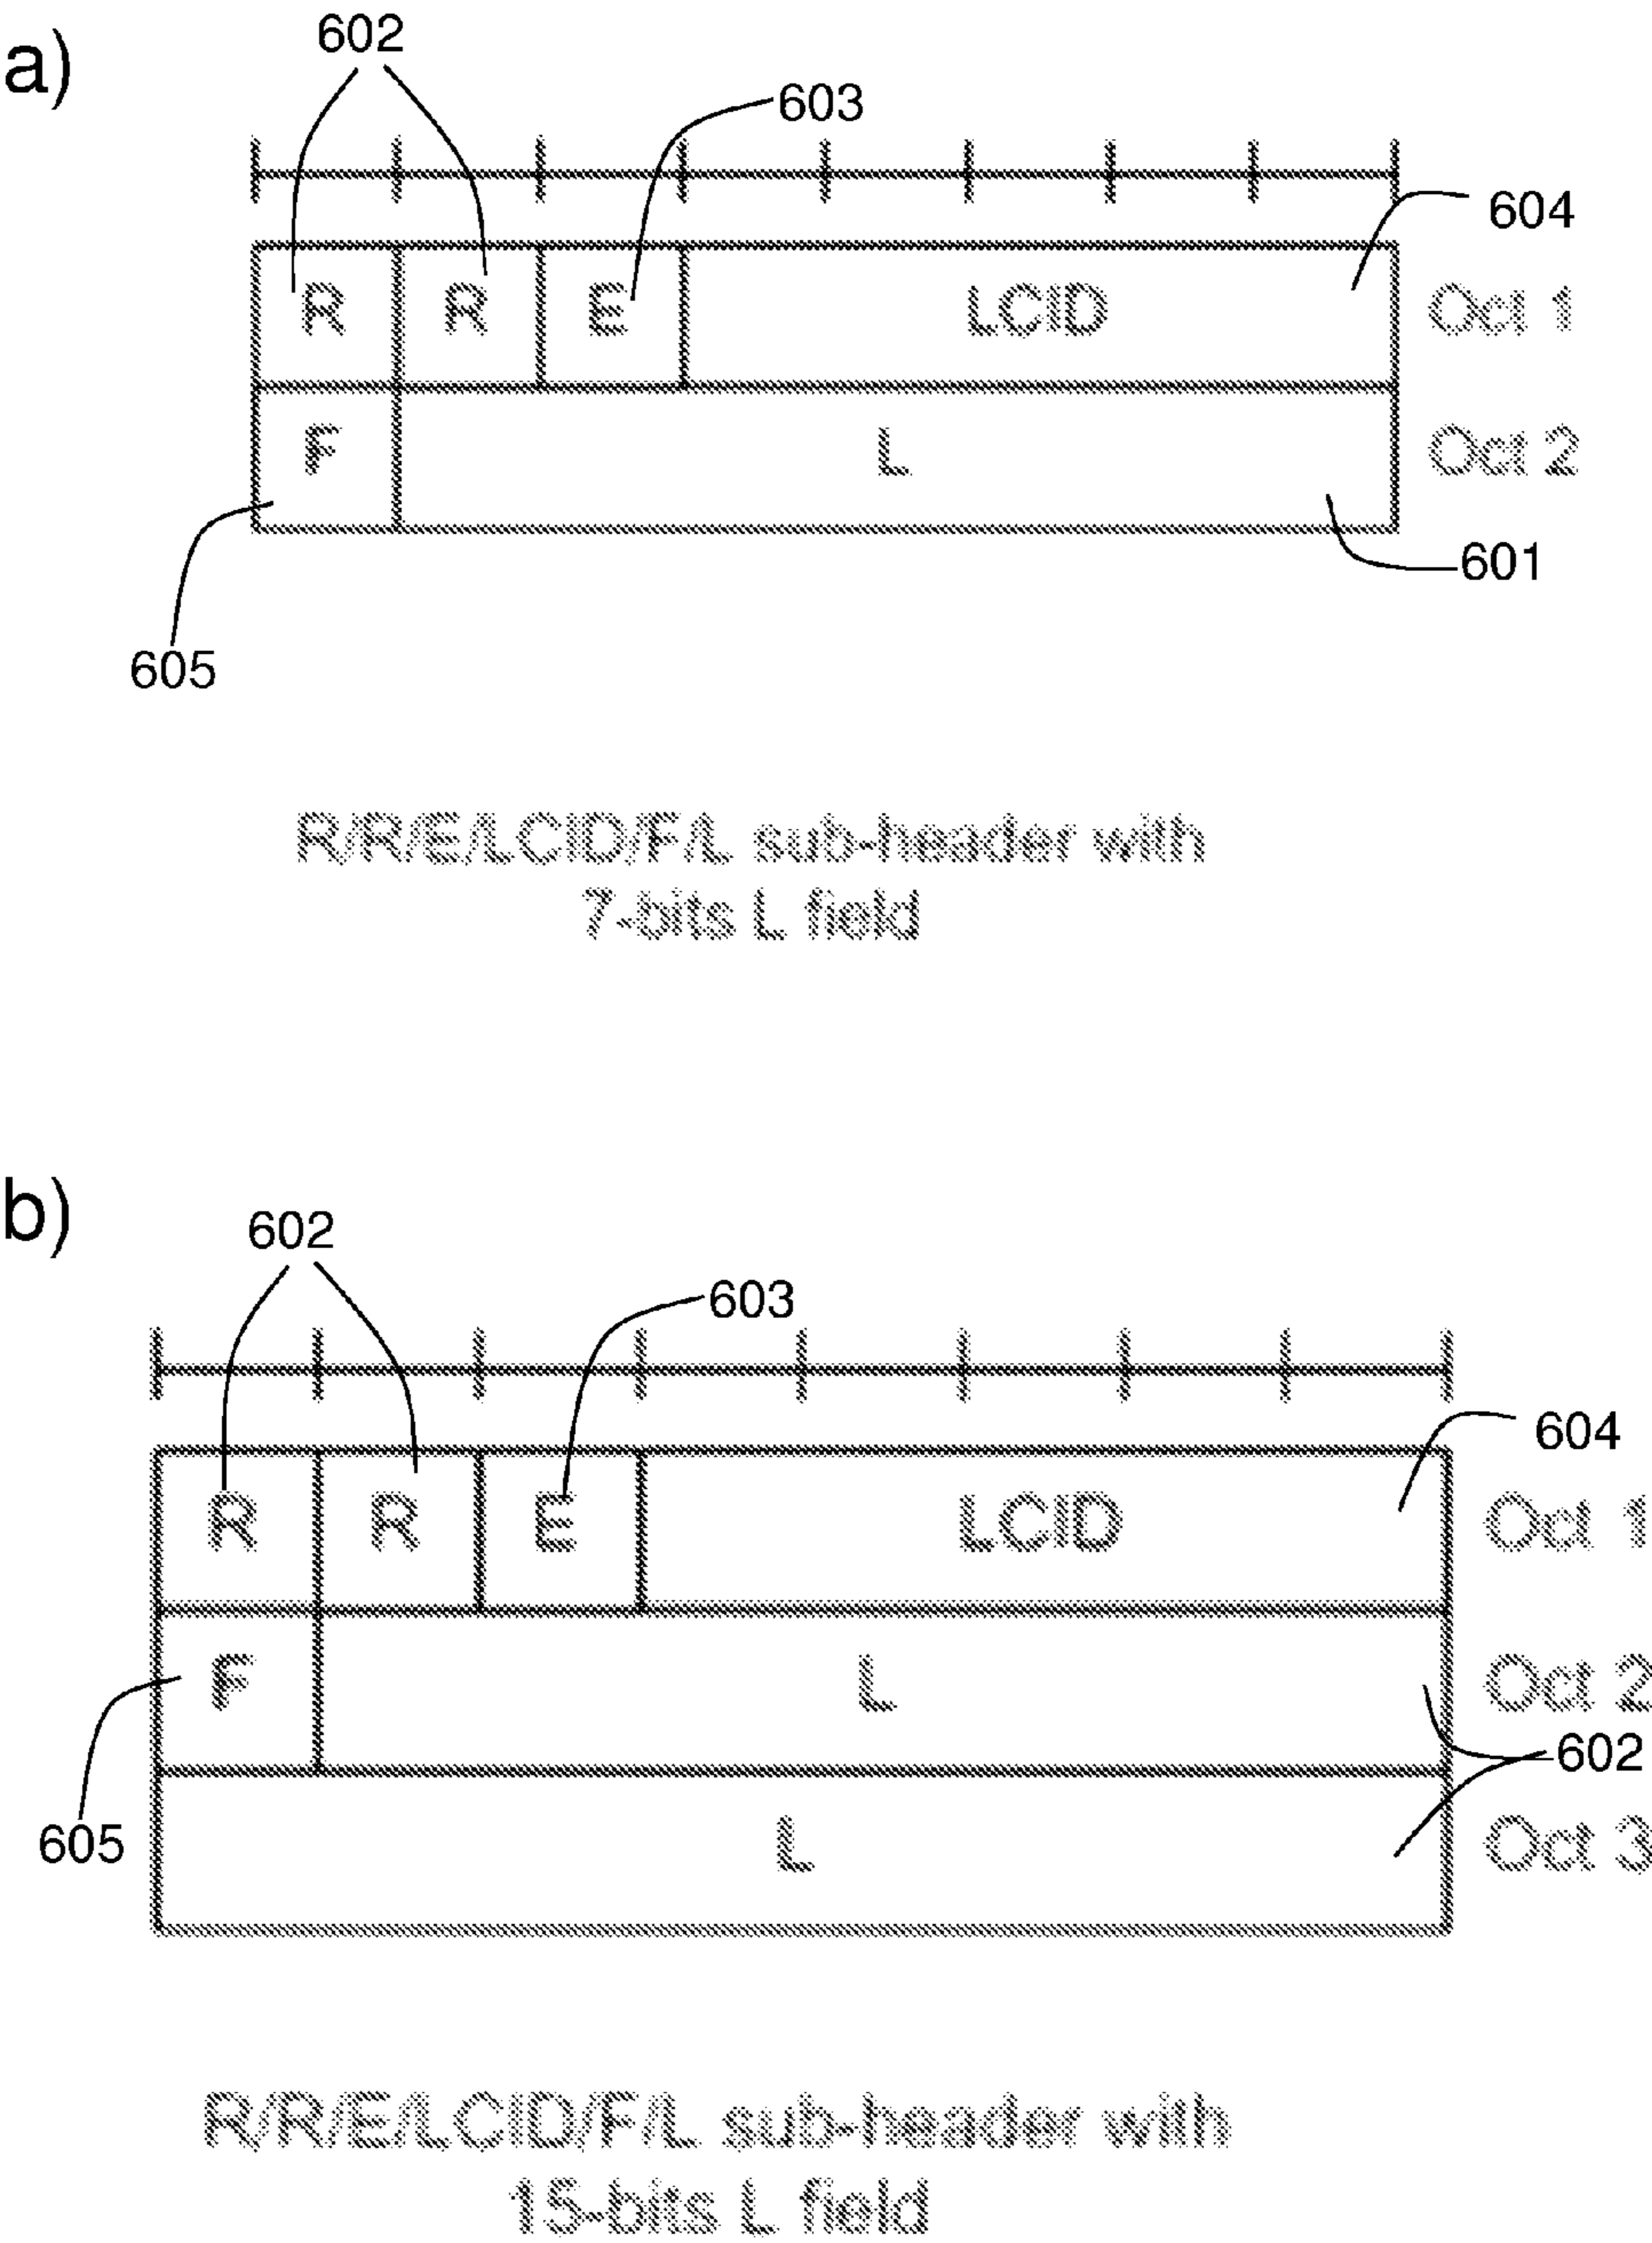 a)
602
603
604
R R E LCID Oct 1
F L Oct 2
601
605
R/R/E/LCID/F/L sub-header with
7-bits L field
b)
602
603
604
R R E LCID Oct 1
F L Oct 2
602
605
L Oct 3
R/R/E/LCID/F/L sub-header with
15-bits L field